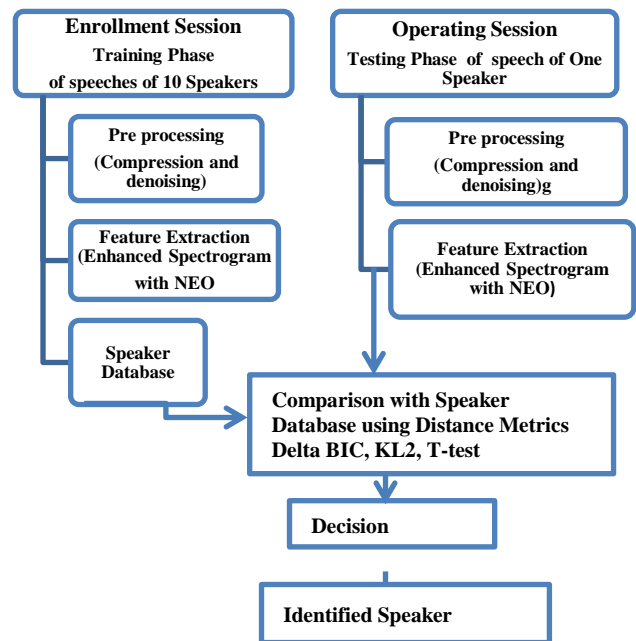 Enrollment Session
Training Phase
of speeches of 10 Speakers
Pre processing
(Compression and
denoising)
Feature Extraction
(Enhanced Spectrogram
with NEO
Speaker
Database
Operating Session
Testing Phase of speech of One
Speaker
Pre processing
(Compression and
denoising)g
Feature Extraction
(Enhanced Spectrogram
with NEO)
Comparison with Speaker
Database using Distance Metrics
Delta BIC, KL2, T-test
Decision
Identified Speaker